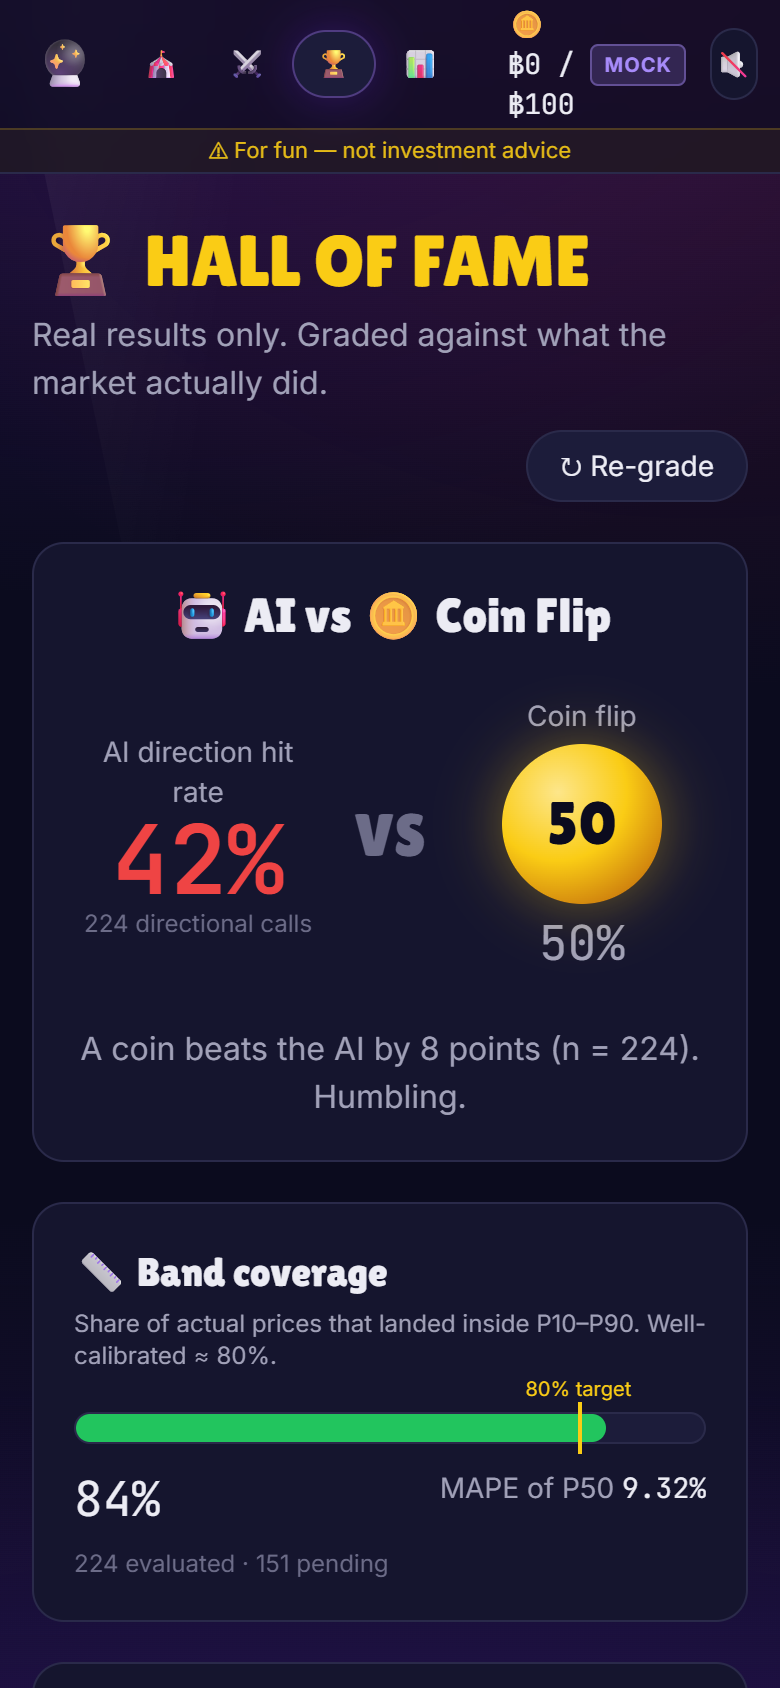 ฿0 /
฿100
MOCK
⚠ For fun — not investment advice
HALL OF FAME
Real results only. Graded against what the
market actually did.
↻ Re-grade
AI vs Coin Flip
AI direction hit
rate
42%
224 directional calls
VS
Coin flip
50
50%
A coin beats the AI by 8 points (n = 224).
Humbling.
Band coverage
Share of actual prices that landed inside P10–P90. Well-
calibrated ≈ 80%.
80% target
84%
MAPE of P50 9.32%
224 evaluated · 151 pending